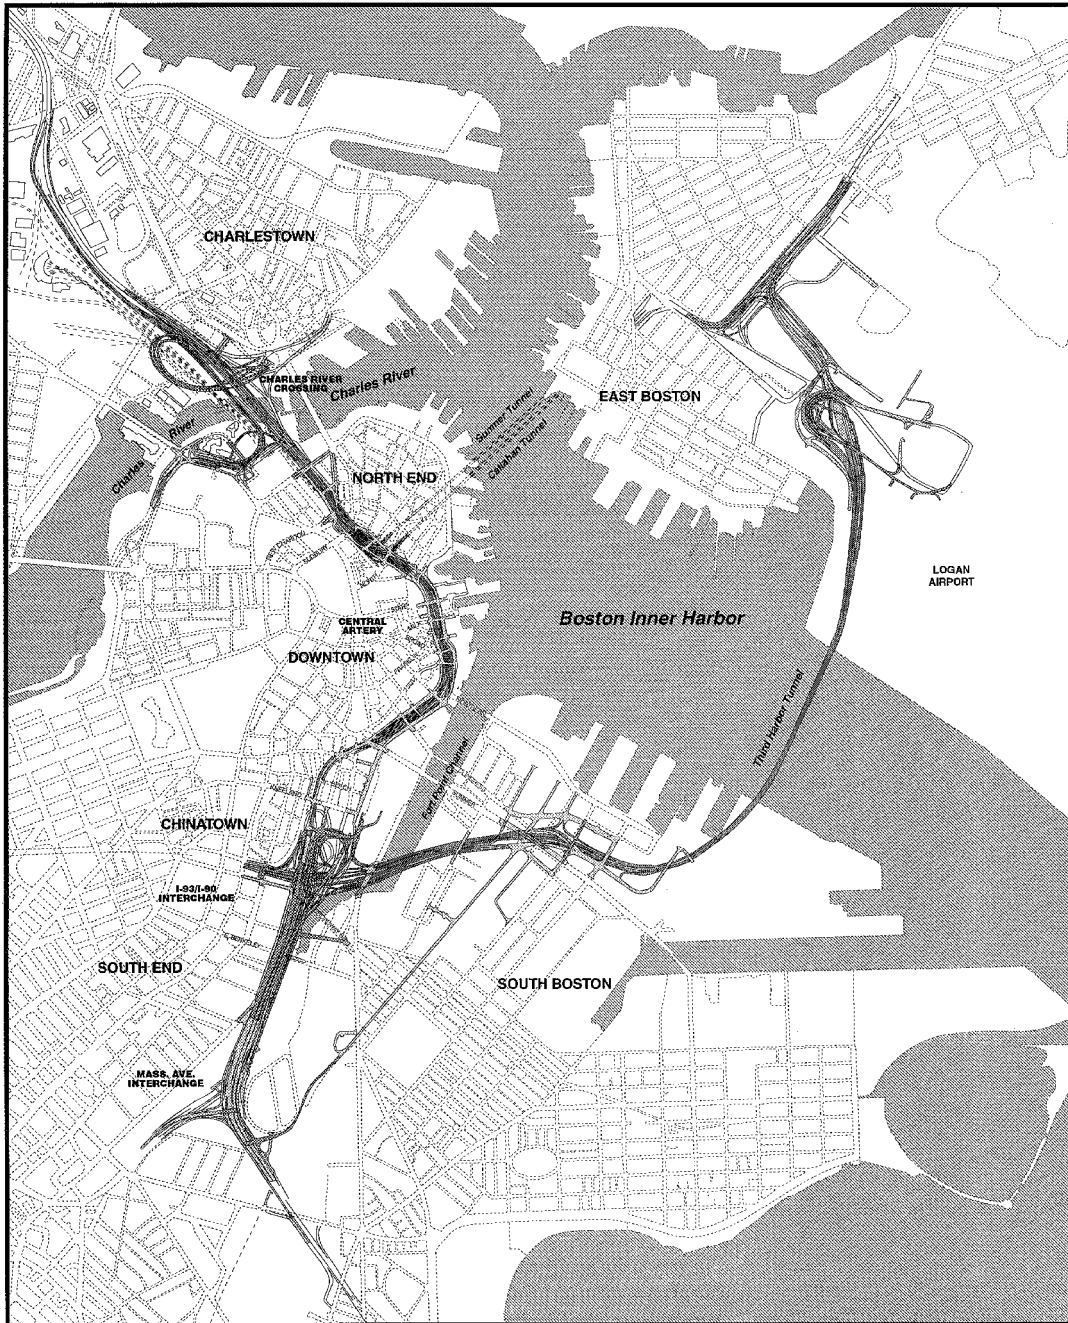 CHARLESTOWN
CHARLES RIVER
CROSSING
Charles River
Charles
River
Sumner Tunnel
Callahan Tunnel
EAST BOSTON
NORTH END
LOGAN
AIRPORT
CENTRAL
ARTERY
Boston Inner Harbor
DOWNTOWN
Third Harbor Tunnel
Fort Point Channel
CHINATOWN
I-93/I-90
INTERCHANGE
SOUTH END
SOUTH BOSTON
MASS. AVE.
INTERCHANGE